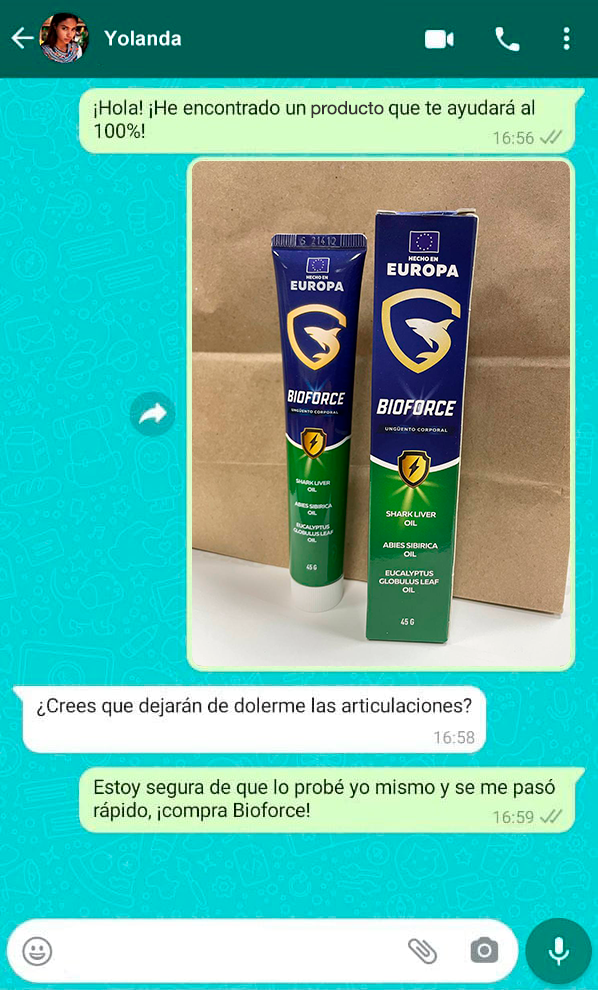 Yolanda
¡Hola! ¡He encontrado un producto que te ayudará al
100%!
16:56
S 21412
HECHO EN
EUROPA
BIOFORCE
UNGÜENTO CORPORAL
SHARK LIVER
OIL
ABIES SIBIRICA
OIL
EUCALYPTUS
GLOBULUS LEAF
OIL
45 G
HECHO EN
EUROPA
BIOFORCE
UNGÜENTO CORPORAL
SHARK LIVER
OIL
ABIES SIBIRICA
OIL
EUCALYPTUS
GLOBULUS LEAF
OIL
45 G
¿Crees que dejarán de dolerme las articulaciones?
16:58
Estoy segura de que lo probé yo mismo y se me pasó
rápido, ¡compra Bioforce!
16:59